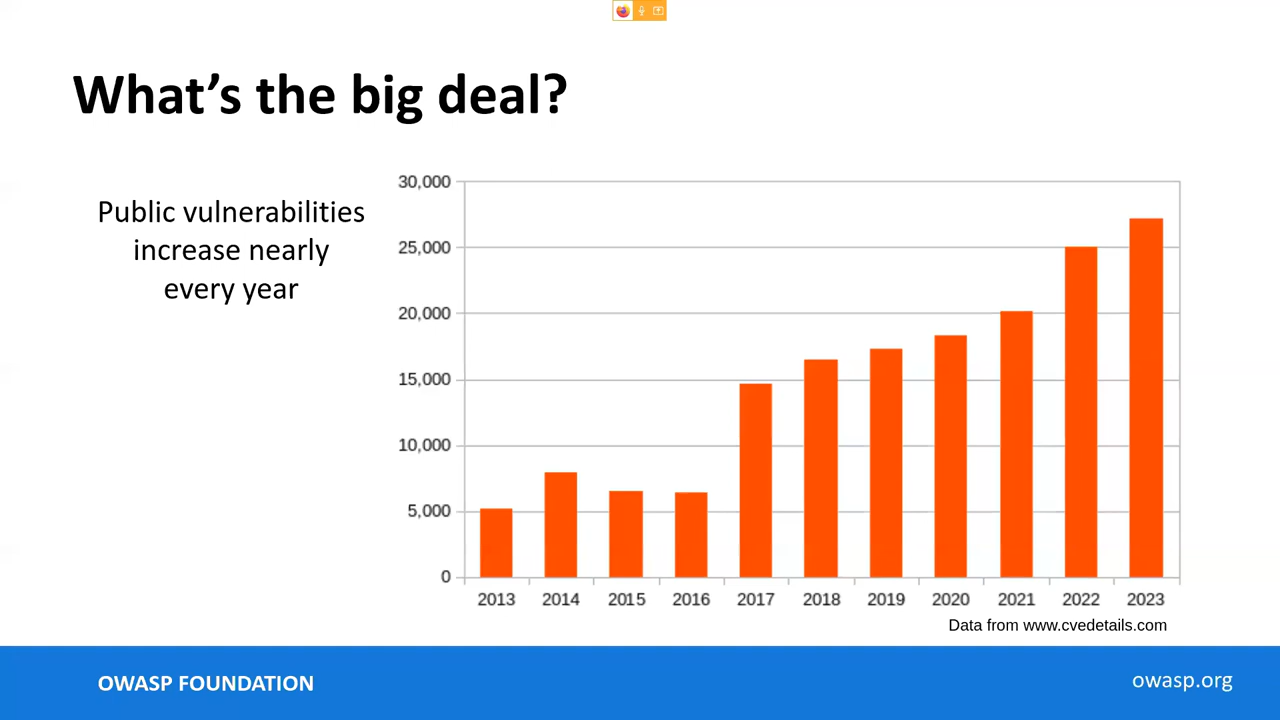 What’s the big deal?
Public vulnerabilities
increase nearly
every year
30,000
25,000
20,000
15,000
10,000
5,000
0
2013 2014 2015 2016 2017 2018 2019 2020 2021 2022 2023
Data from www.cvedetails.com
OWASP FOUNDATION
owasp.org